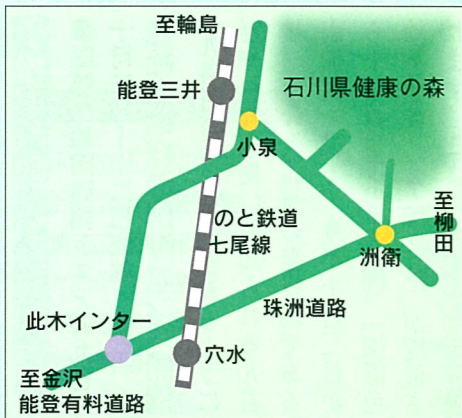 至輪島
能登三井
石川県健康の森
小泉
のと鉄道
七尾線
至柳田
洲衛
珠洲道路
此木インター
穴水
至金沢
能登有料道路